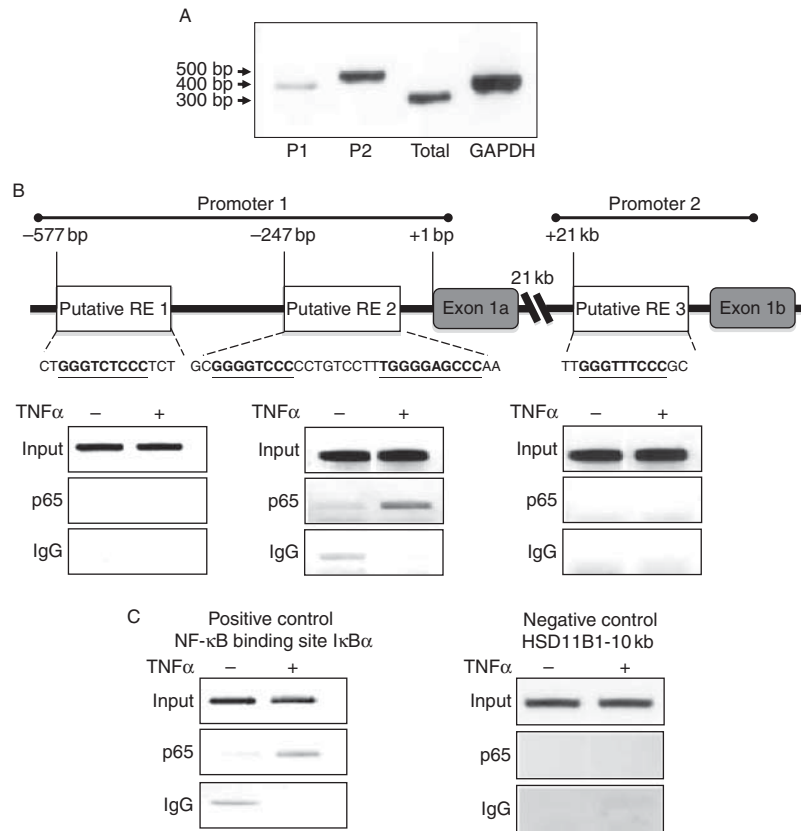 A
500 bp
400 bp
300 bp
P1 P2 Total GAPDH
B
Promoter 1 Promoter 2
–577 bp –247 bp +1 bp +21 kb
21 kb
Putative RE 1 Putative RE 2 Exon 1a Putative RE 3 Exon 1b
CTGGGTCTCCCTCT GCGGGGTCCCCCTGTCCTTTGGGGAGCCCAA TTGGGTTTCCCGC
TNFα – + TNFα – + TNFα – +
Input Input Input
p65 p65 p65
IgG IgG IgG
C
Positive control Negative control
NF-κB binding site IκBα HSD11B1-10 kb
TNFα – + TNFα – +
Input Input
p65 p65
IgG IgG